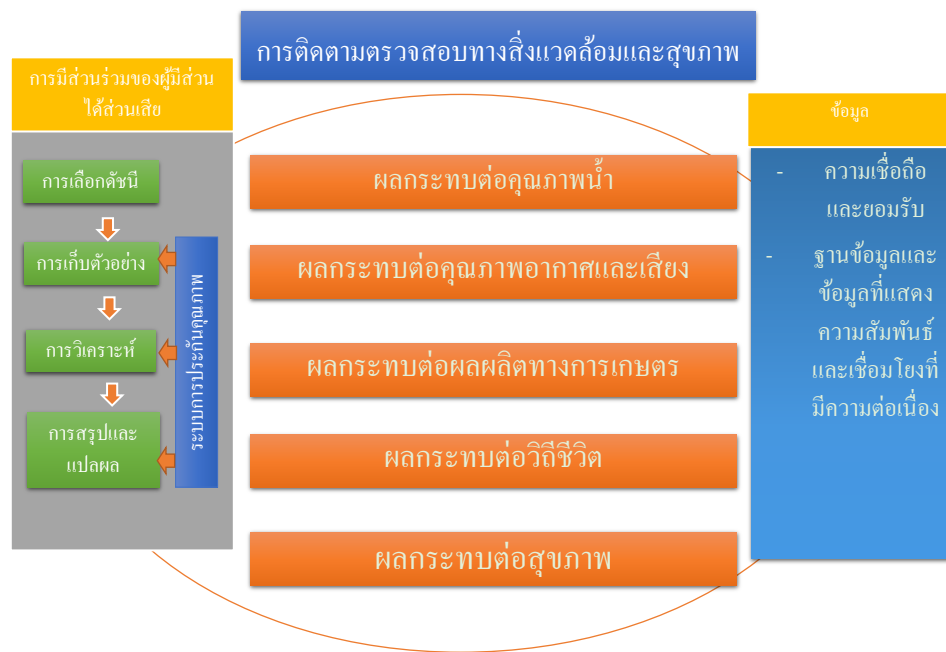 การติดตามตรวจสอบทางสิ่งแวดล้อมและสุขภาพ
การมีส่วนร่วมของผู้มีส่วน
ได้ส่วนเสีย
การเลือกดัชนี
การเก็บตัวอย่าง
การวิเคราะห์
การสรุปและ
แปลผล
ระบบการประกันคุณภาพ
ผลกระทบต่อคุณภาพน้ำ
ผลกระทบต่อคุณภาพอากาศและเสียง
ผลกระทบต่อผลผลิตทางการเกษตร
ผลกระทบต่อวิถีชีวิต
ผลกระทบต่อสุขภาพ
ข้อมูล
- ความเชื่อถือ
และยอมรับ
- ฐานข้อมูลและ
ข้อมูลที่แสดง
ความสัมพันธ์
และเชื่อมโยงที่
มีความต่อเนื่อง